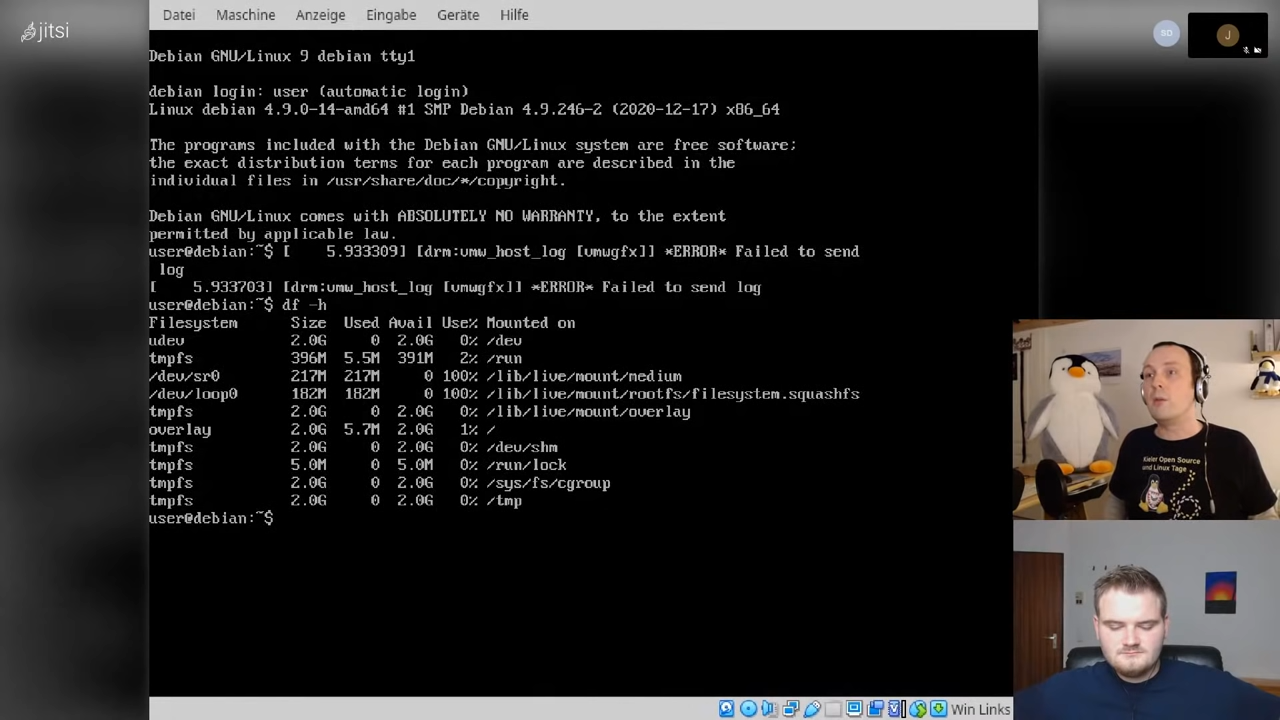 jitsi
Datei Maschine Anzeige Eingabe Geräte Hilfe
SD
J
Debian GNU/Linux 9 debian tty1
debian login: user (automatic login)
Linux debian 4.9.0-14-amd64 #1 SMP Debian 4.9.246-2 (2020-12-17) x86_64
The programs included with the Debian GNU/Linux system are free software;
the exact distribution terms for each program are described in the
individual files in /usr/share/doc/*/copyright.
Debian GNU/Linux comes with ABSOLUTELY NO WARRANTY, to the extent
permitted by applicable law.
user@debian:~$ [    5.933309] [drm:vmw_host_log [vmwgfx]] *ERROR* Failed to send
 log
[    5.933703] [drm:vmw_host_log [vmwgfx]] *ERROR* Failed to send log
user@debian:~$ df -h
Filesystem      Size  Used Avail Use% Mounted on
udev            2.0G     0  2.0G   0% /dev
tmpfs           396M  5.5M  391M   2% /run
/dev/sr0        217M  217M     0 100% /lib/live/mount/medium
/dev/loop0      182M  182M     0 100% /lib/live/mount/rootfs/filesystem.squashfs
tmpfs           2.0G     0  2.0G   0% /lib/live/mount/overlay
overlay         2.0G  5.7M  2.0G   1% /
tmpfs           2.0G     0  2.0G   0% /dev/shm
tmpfs           5.0M     0  5.0M   0% /run/lock
tmpfs           2.0G     0  2.0G   0% /sys/fs/cgroup
tmpfs           2.0G     0  2.0G   0% /tmp
user@debian:~$
Kieler Open Source
und Linux Tage
Win Links